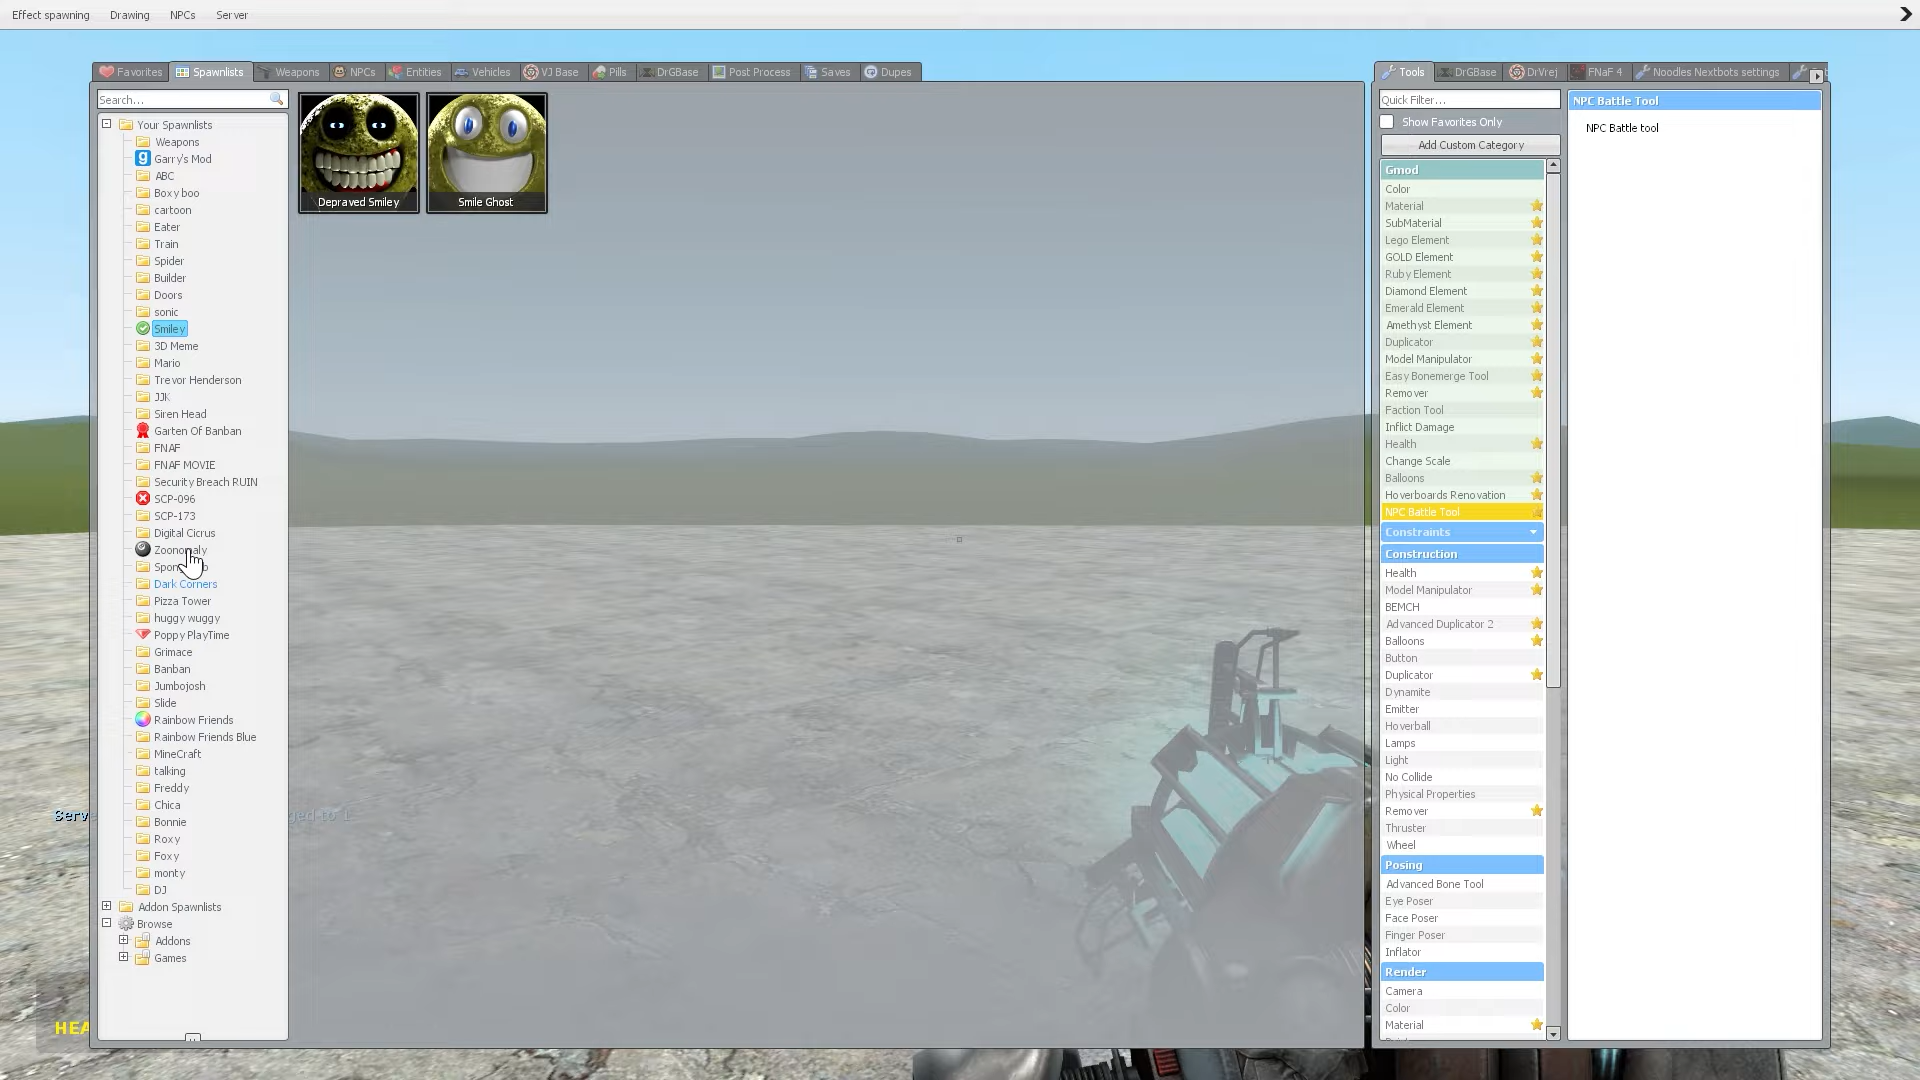 Effect spawning Drawing NPCs Server
Favorites Spawnlists Weapons NPCs Entities Vehicles VJ Base Pills DrGBase Post Process Saves Dupes
Search...
Your Spawnlists
Weapons
Garry's Mod
ABC
Boxy boo
cartoon
Eater
Train
Spider
Builder
Doors
sonic
Smiley
3D Meme
Mario
Trevor Henderson
JJK
Siren Head
Garten Of Banban
FNAF
FNAF MOVIE
Security Breach RUIN
SCP-096
SCP-173
Digital Cicrus
Zoonomaly
Dark Corners
Pizza Tower
huggy wuggy
Poppy PlayTime
Grimace
Banban
Jumbojosh
Slide
Rainbow Friends
Rainbow Friends Blue
MineCraft
talking
Freddy
Chica
Bonnie
Roxy
Foxy
monty
DJ
Addon Spawnlists
Browse
Addons
Games
Depraved Smiley
Smile Ghost
Tools DrGBase DrVrej FNaF 4 Noodles Nextbots settings
Quick Filter...
Show Favorites Only
Add Custom Category
Gmod
Color
Material
SubMaterial
Lego Element
GOLD Element
Ruby Element
Diamond Element
Emerald Element
Amethyst Element
Duplicator
Model Manipulator
Easy Bonemerge Tool
Remover
Faction Tool
Inflict Damage
Health
Change Scale
Balloons
Hoverboards Renovation
NPC Battle Tool
Constraints
Construction
Health
Model Manipulator
BEMCH
Advanced Duplicator 2
Balloons
Button
Duplicator
Dynamite
Emitter
Hoverball
Lamps
Light
No Collide
Physical Properties
Remover
Thruster
Wheel
Posing
Advanced Bone Tool
Eye Poser
Face Poser
Finger Poser
Inflator
Render
Camera
Color
Material
NPC Battle Tool
NPC Battle tool
Serv
ged to 1
HEA